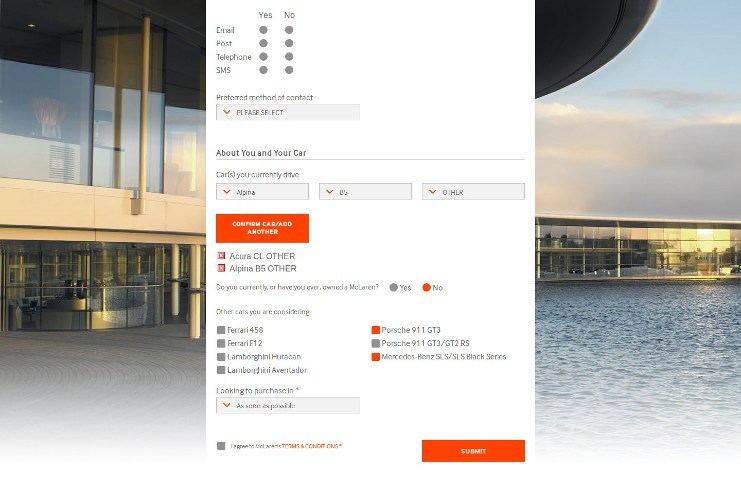 Yes No
Email
Post
Telephone
SMS
Preferred method of contact
PLEASE SELECT
About You and Your Car
Car(s) you currently drive
Alpina B5 OTHER
CONFIRM CAR/ADD
ANOTHER
Acura CL OTHER
Alpina B5 OTHER
Do you currently, or have you ever, owned a McLaren? Yes No
Other cars you are considering
Ferrari 458 Porsche 911 GT3
Ferrari F12 Porsche 911 GT3/GT2 RS
Lamborghini Huracan Mercedes-Benz SLS/SLS Black Series
Lamborghini Aventador
Looking to purchase in *
As soon as possible
I agree to McLaren's TERMS & CONDITIONS * SUBMIT